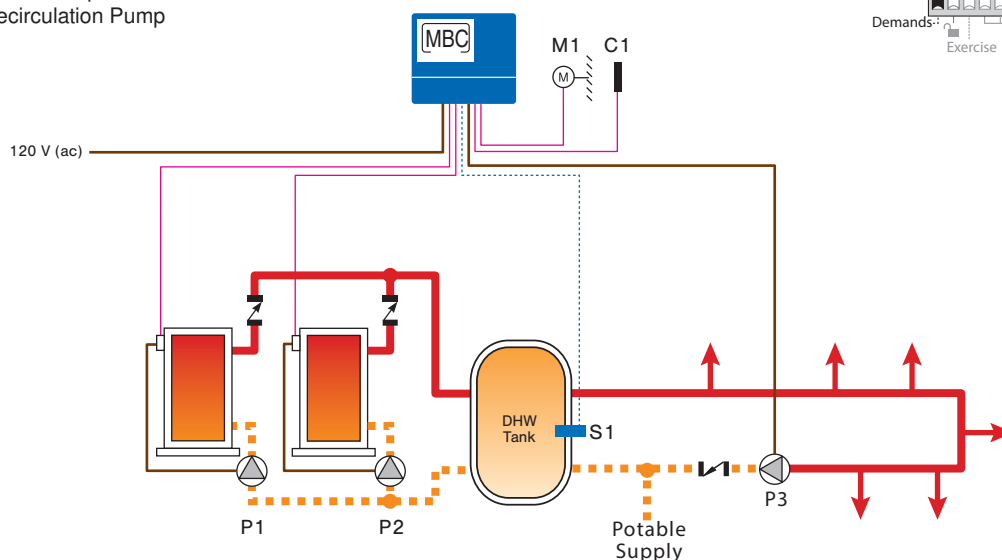 ecirculation Pump
MBC
M1 C1
M
Demands
Exercise
120 V (ac)
DHW
Tank
S1
P1
P2
P3
Potable
Supply